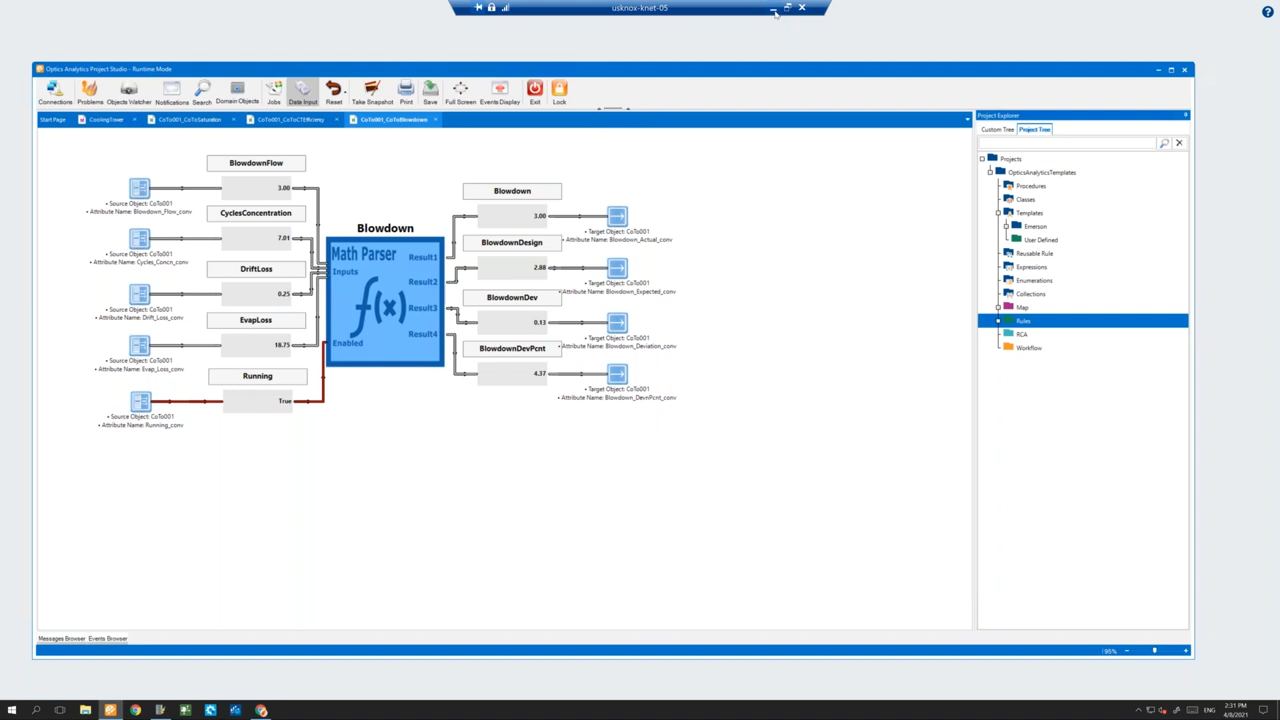 usknox-knet-05
Optics Analytics Project Studio - Runtime Mode
Connections Problems Objects Watcher Notifications Search Domain Objects Jobs Data Input Reset Take Snapshot Print Save Full Screen Events Display Exit Lock
Start Page CoolingTower CoTo001_CoToSaturation CoTo001_CoToCTEfficiency CoTo001_CoToBlowdown
BlowdownFlow
3.00
• Source Object: CoTo001
• Attribute Name: Blowdown_Flow_conv
CyclesConcentration
7.01
• Source Object: CoTo001
• Attribute Name: Cycles_Concn_conv
DriftLoss
0.25
• Source Object: CoTo001
• Attribute Name: Drift_Loss_conv
EvapLoss
18.75
• Source Object: CoTo001
• Attribute Name: Evap_Loss_conv
Running
True
• Source Object: CoTo001
• Attribute Name: Running_conv
Blowdown
Math Parser
Inputs
f(x)
Enabled
Result1
Result2
Result3
Result4
Blowdown
3.00
• Target Object: CoTo001
• Attribute Name: Blowdown_Actual_conv
BlowdownDesign
2.88
• Target Object: CoTo001
• Attribute Name: Blowdown_Expected_conv
BlowdownDev
0.13
• Target Object: CoTo001
• Attribute Name: Blowdown_Deviation_conv
BlowdownDevPcnt
4.37
• Target Object: CoTo001
• Attribute Name: Blowdown_DevnPcnt_conv
Project Explorer
Custom Tree Project Tree
Projects
OpticsAnalyticsTemplates
Procedures
Classes
Templates
Emerson
User Defined
Reusable Rule
Expressions
Enumerations
Collections
Map
Rules
RCA
Workflow
Messages Browser Events Browser
95%
ENG
2:31 PM
4/8/2021